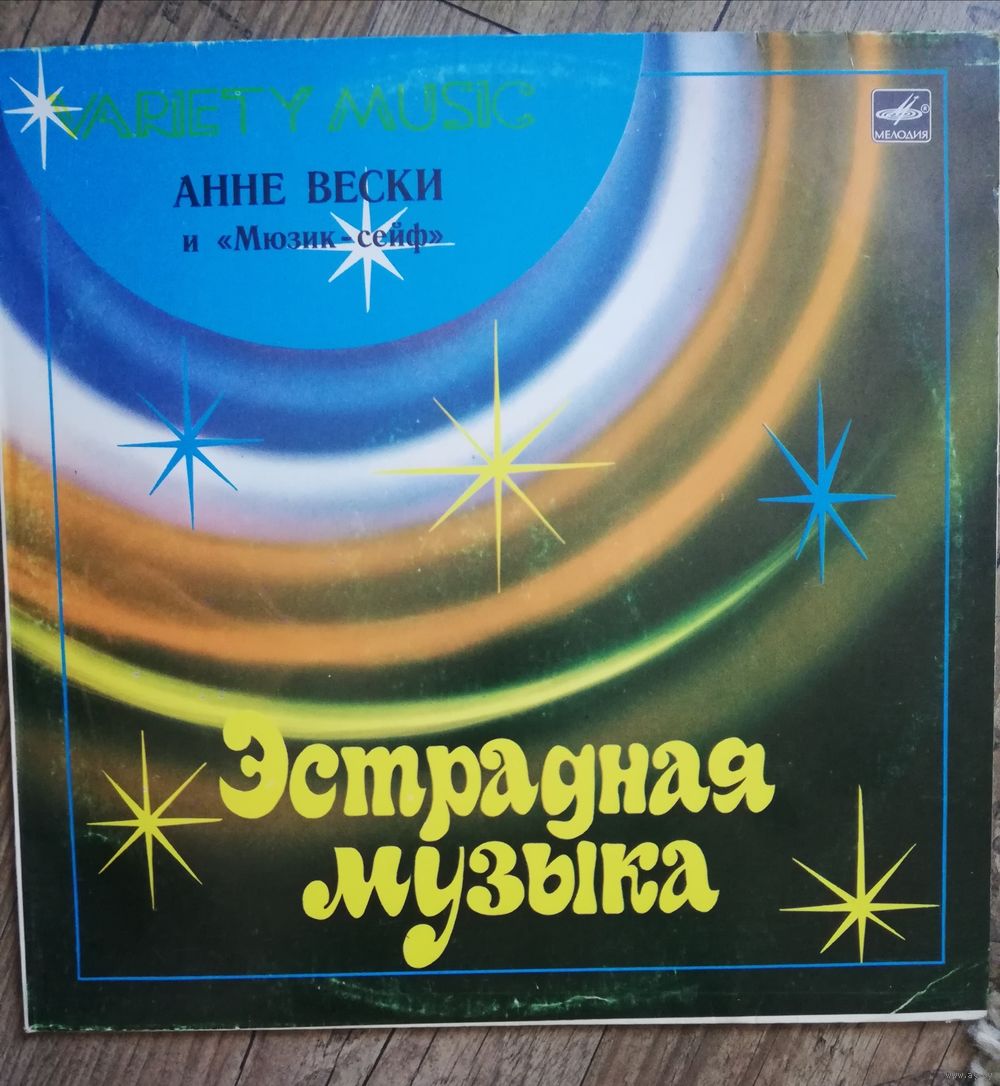 VARIETY MUSIC
МЕЛОДИЯ
АННЕ ВЕСКИ
и «Мюзик-сейф»
Эстрадная
музыка